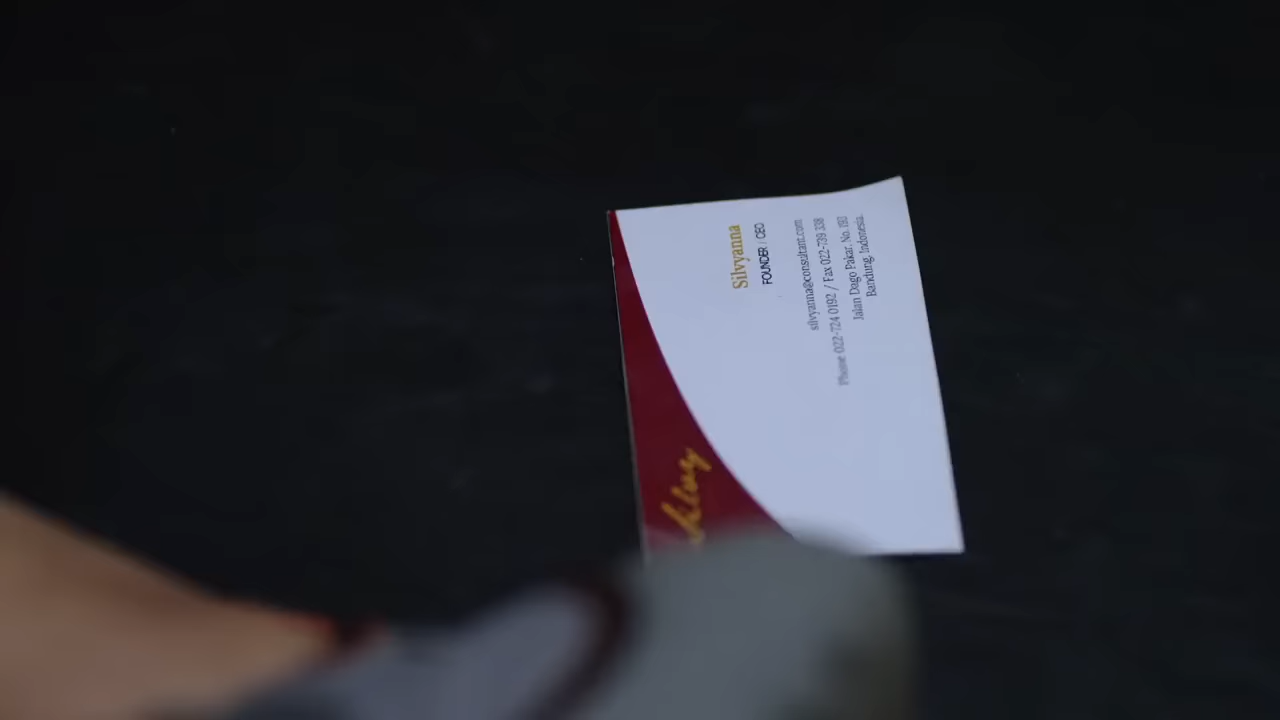 Silvyanna
FOUNDER / CEO
silvyanna@consultant.com
Phone 022-724 0192 / Fax 022-739 338
Jalan Dago Pakar. No. 193
Bandung, Indonesia.